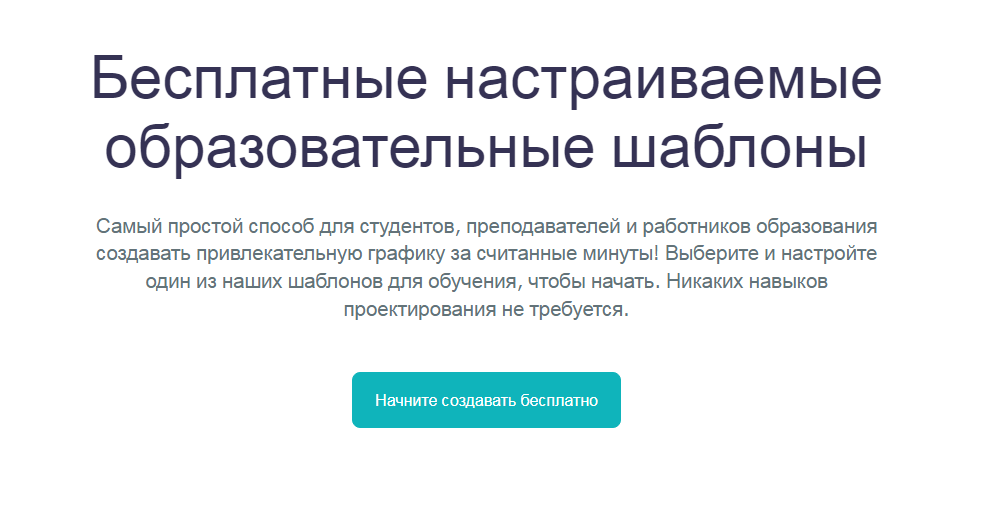 Бесплатные настраиваемые
образовательные шаблоны
Самый простой способ для студентов, преподавателей и работников образования
создавать привлекательную графику за считанные минуты! Выберите и настройте
один из наших шаблонов для обучения, чтобы начать. Никаких навыков
проектирования не требуется.
Начните создавать бесплатно